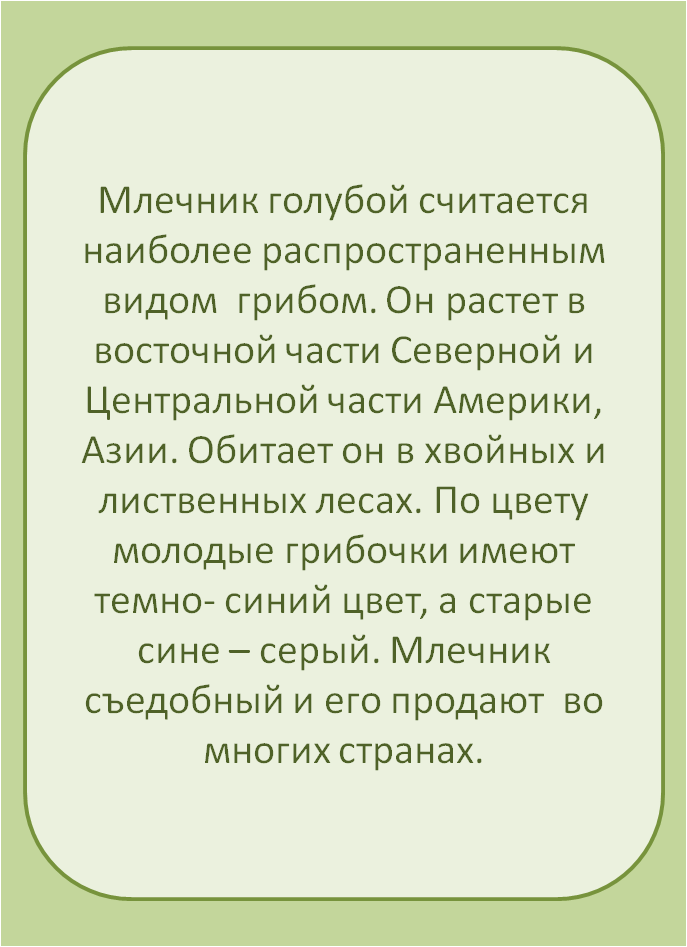 Млечник голубой считается
наиболее распространенным
видом  грибом. Он растет в
восточной части Северной и
Центральной части Америки,
Азии. Обитает он в хвойных и
лиственных лесах. По цвету
молодые грибочки имеют
темно- синий цвет, а старые
сине – серый. Млечник
съедобный и его продают  во
многих странах.